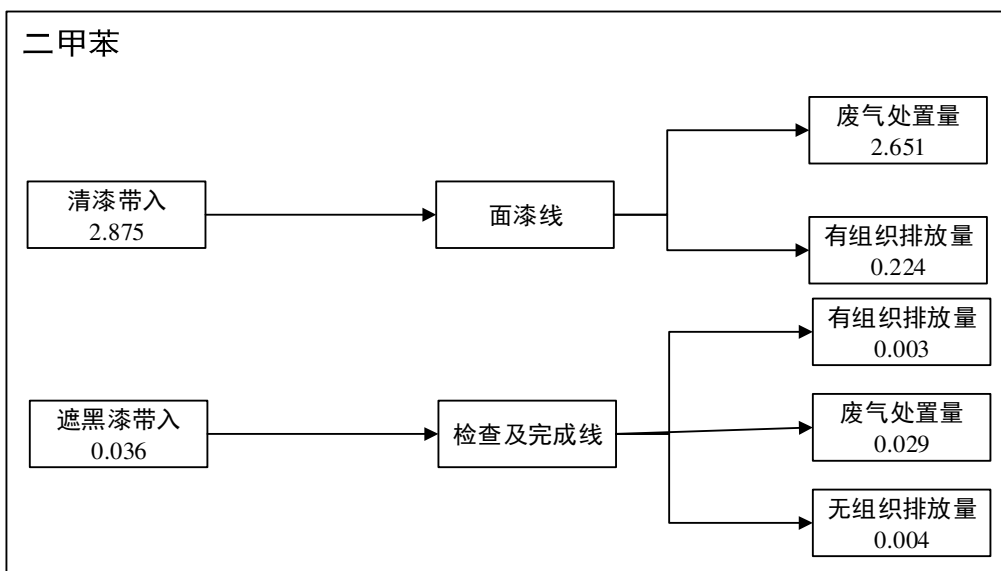 二甲苯
废气处置量
2.651
清漆带入
2.875
面漆线
有组织排放量
0.224
有组织排放量
0.003
遮黑漆带入
0.036
检查及完成线
废气处置量
0.029
无组织排放量
0.004